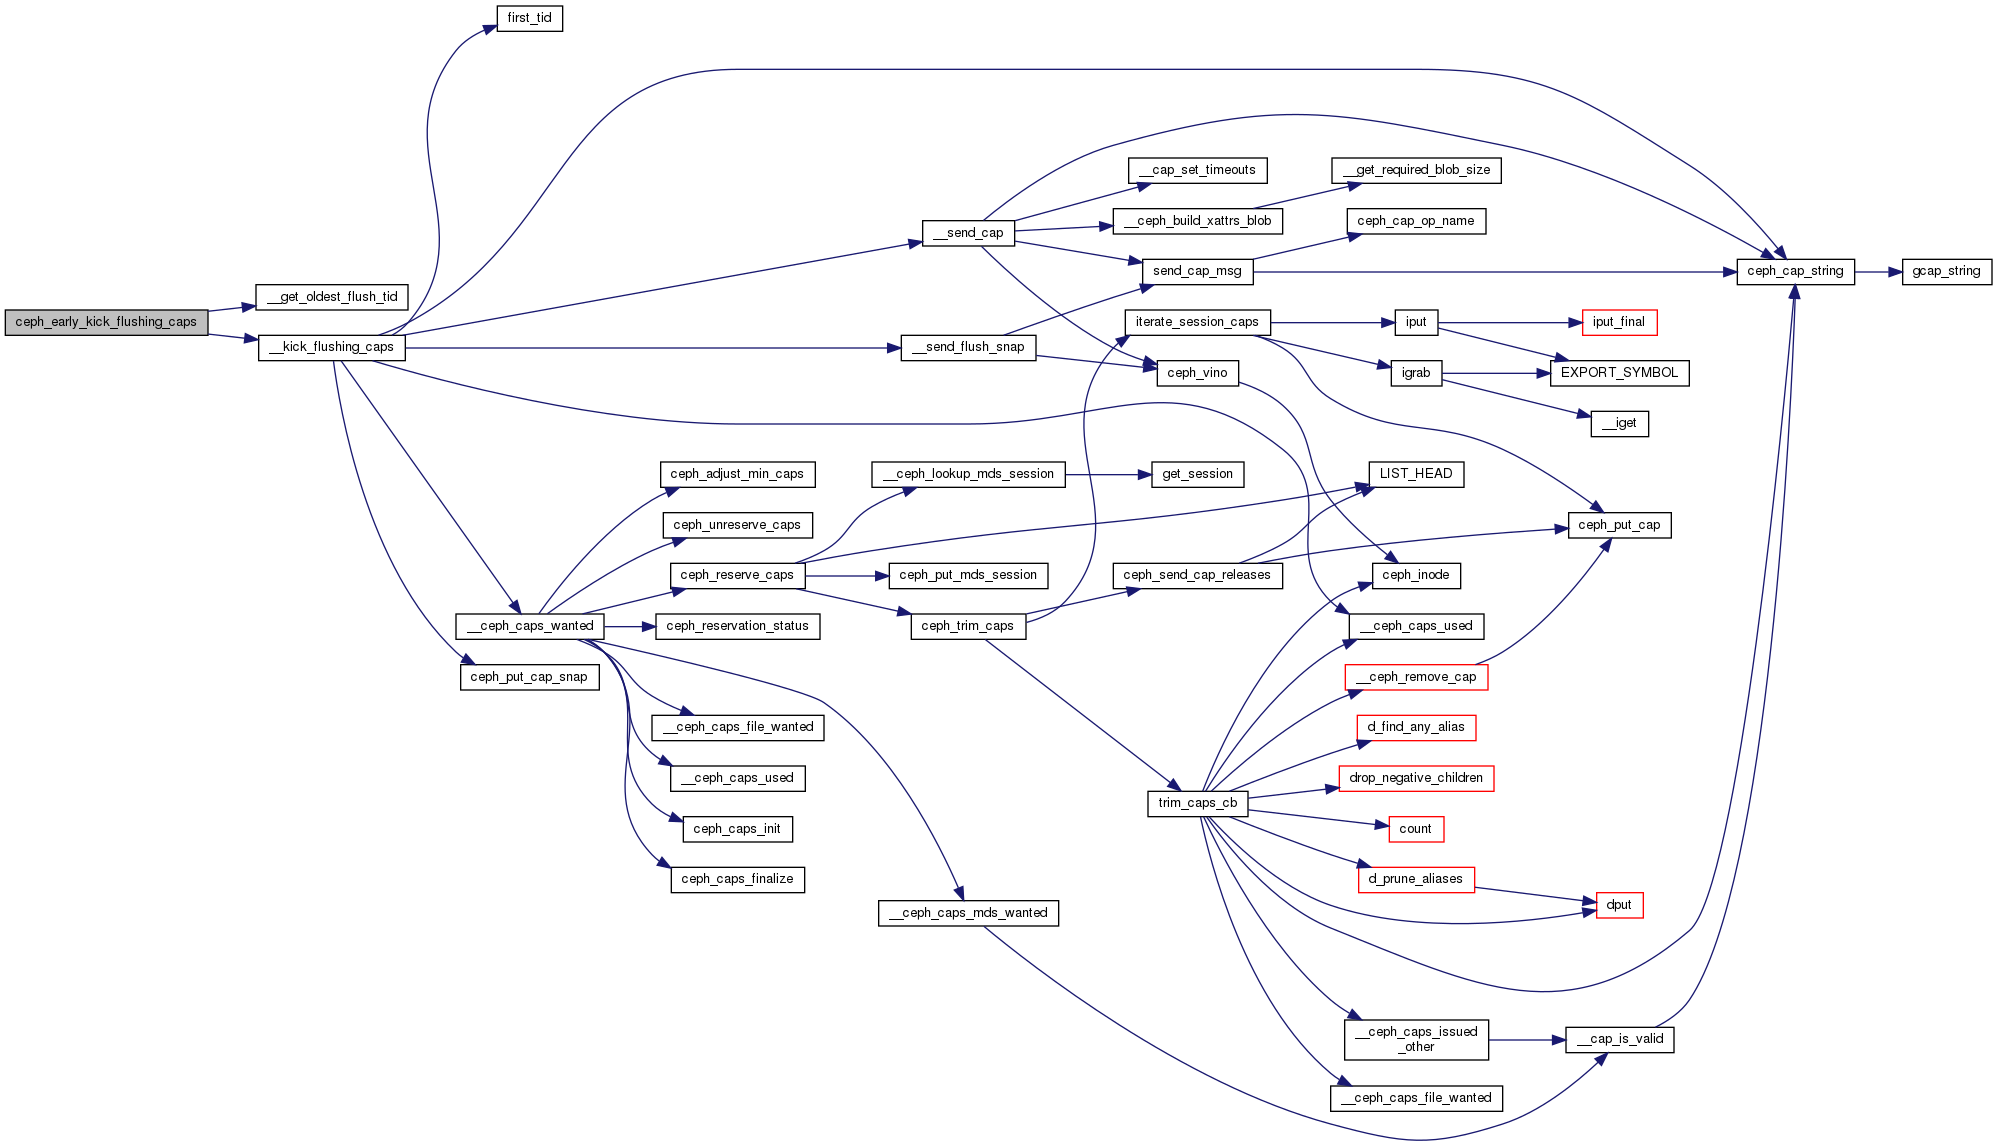 first_tid
__cap_set_timeouts
__get_required_blob_size
__ceph_build_xattrs_blob
ceph_cap_op_name
__send_cap
send_cap_msg
ceph_cap_string
gcap_string
__get_oldest_flush_tid
ceph_early_kick_flushing_caps
__kick_flushing_caps
iterate_session_caps
iput
iput_final
__send_flush_snap
ceph_vino
igrab
EXPORT_SYMBOL
__iget
ceph_adjust_min_caps
__ceph_lookup_mds_session
get_session
LIST_HEAD
ceph_unreserve_caps
ceph_put_cap
ceph_reserve_caps
ceph_put_mds_session
ceph_send_cap_releases
ceph_inode
__ceph_caps_wanted
ceph_reservation_status
ceph_trim_caps
__ceph_caps_used
ceph_put_cap_snap
__ceph_remove_cap
__ceph_caps_file_wanted
d_find_any_alias
__ceph_caps_used
drop_negative_children
trim_caps_cb
ceph_caps_init
count
ceph_caps_finalize
d_prune_aliases
dput
__ceph_caps_mds_wanted
__ceph_caps_issued
_other
__cap_is_valid
__ceph_caps_file_wanted